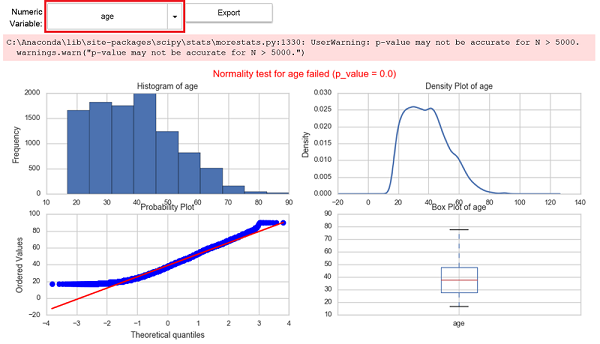 Numeric
Variable:
age
Export
C:\Anaconda\lib\site-packages\scipy\stats\morestats.py:1330: UserWarning: p-value may not be accurate for N > 5000.
warnings.warn("p-value may not be accurate for N > 5000.")
Normality test for age failed (p_value = 0.0)
Histogram of age
Frequency
2000
1500
1000
500
0
10 20 30 40 50 60 70 80 90
Density Plot of age
Density
0.030
0.025
0.020
0.015
0.010
0.005
0.000
−20 0 20 40 60 80 100 120 140
Probability Plot
Ordered Values
100
80
60
40
20
0
−20
−4 −3 −2 −1 0 1 2 3 4
Theoretical quantiles
Box Plot of age
90
80
70
60
50
40
30
20
10
age